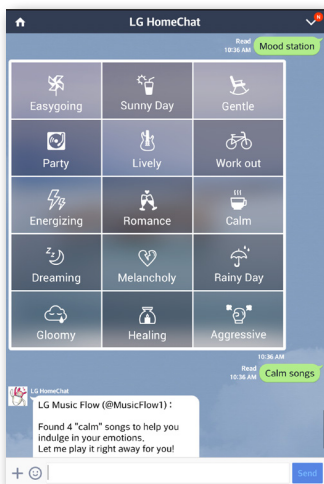 LG HomeChat
N
Read
10:36 AM
Mood station
Easygoing
Sunny Day
Gentle
Party
Lively
Work out
Energizing
Romance
Calm
zz
Dreaming
Melancholy
Rainy Day
Gloomy
Healing
Aggressive
10:36 AM
Read
10:36 AM
Calm songs
LG HomeChat
LG Music Flow (@MusicFlow1) :
Found 4 "calm" songs to help you
indulge in your emotions.
Let me play it right away for you!
Send